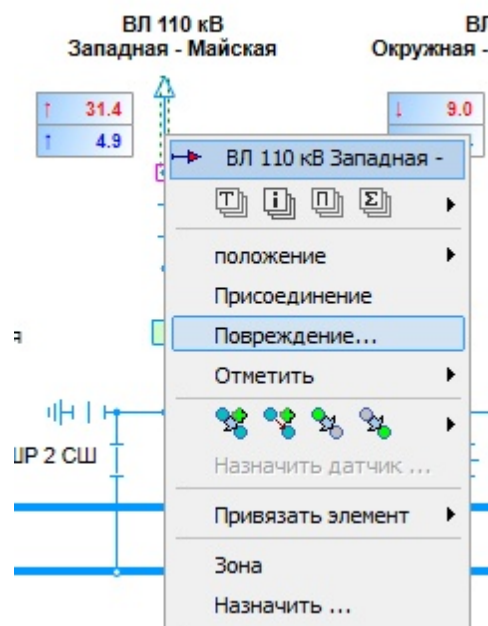 ВЛ 110 кВ
Западная - Майская
Окружная -
↑ 31.4
↑ 4.9
↓ 9.0
ВЛ 110 кВ Западная -
T i П Σ
положение
Присоединение
Повреждение...
Отметить
ШР 2 СШ
Назначить датчик ...
Привязать элемент
Зона
Назначить ...